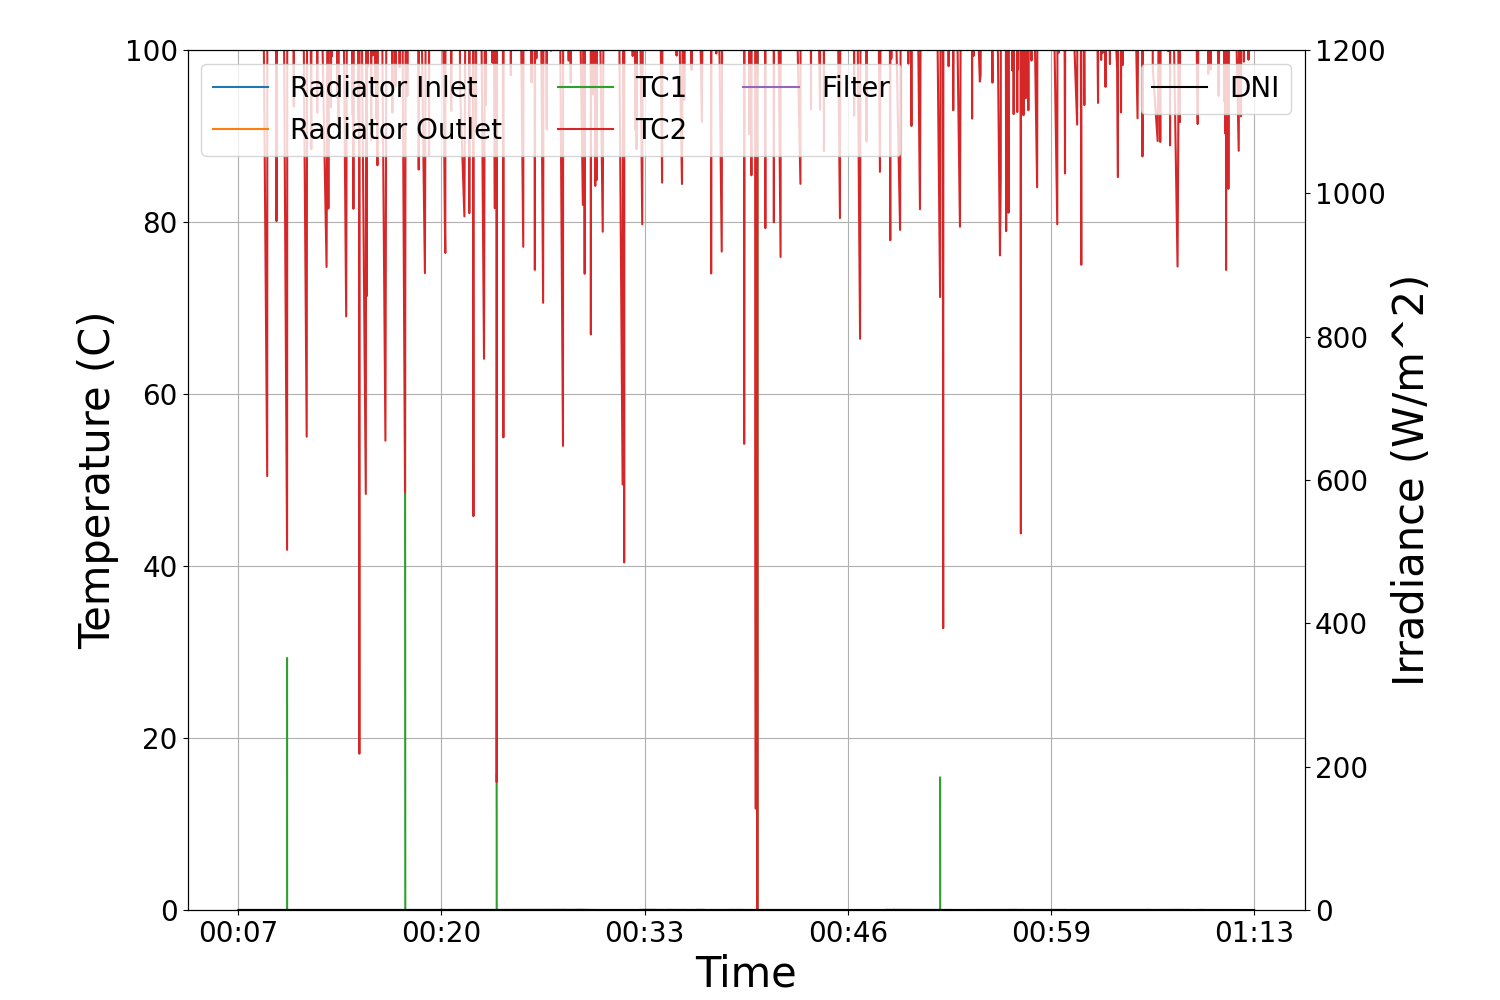 100
80
60
40
20
0
Temperature (C)
Radiator Inlet
Radiator Outlet
TC1
TC2
Filter
DNI
1200
1000
800
600
400
200
0
Irradiance (W/m^2)
00:07 00:20 00:33 00:46 00:59 01:13
Time